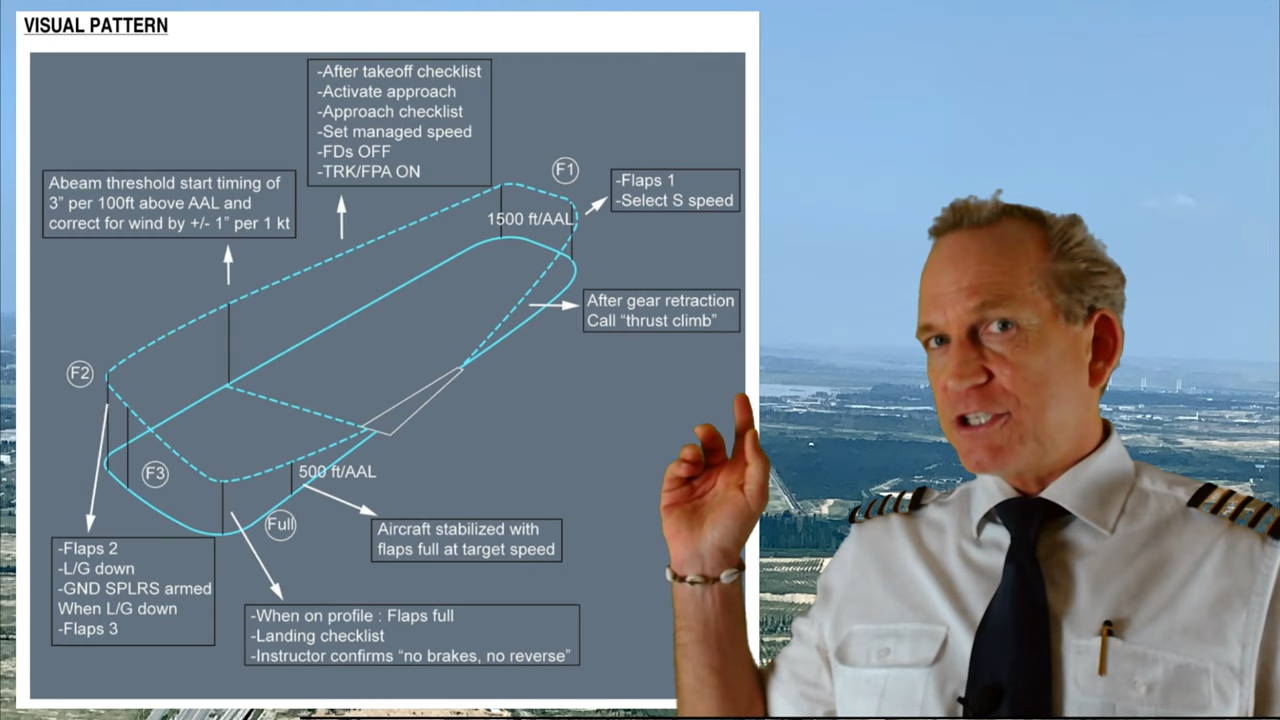 VISUAL PATTERN
-After takeoff checklist
-Activate approach
-Approach checklist
-Set managed speed
-FDs OFF
-TRK/FPA ON
F1
-Flaps 1
-Select S speed
Abeam threshold start timing of
3” per 100ft above AAL and
correct for wind by +/- 1” per 1 kt
1500 ft/AAL
After gear retraction
Call “thrust climb”
F2
F3
500 ft/AAL
Full
Aircraft stabilized with
flaps full at target speed
-Flaps 2
-L/G down
-GND SPLRS armed
When L/G down
-Flaps 3
-When on profile : Flaps full
-Landing checklist
-Instructor confirms “no brakes, no reverse”